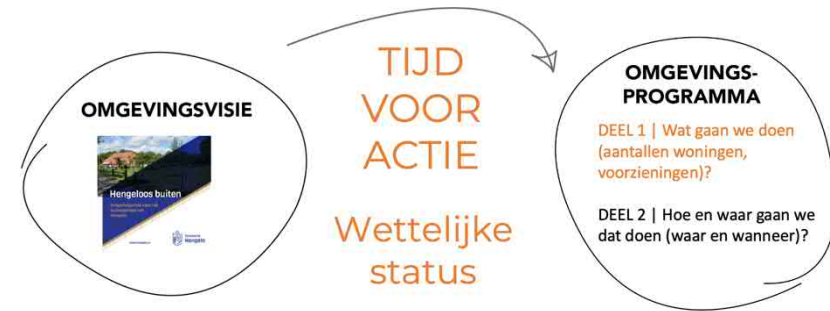 OMGEVINGSVISIE
Hengeloos buiten
Hengelo
TIJD
VOOR
ACTIE
Wettelijke
status
OMGEVINGS-
PROGRAMMA
DEEL 1 | Wat gaan we doen
(aantallen woningen,
voorzieningen)?
DEEL 2 | Hoe en waar gaan we
dat doen (waar en wanneer)?